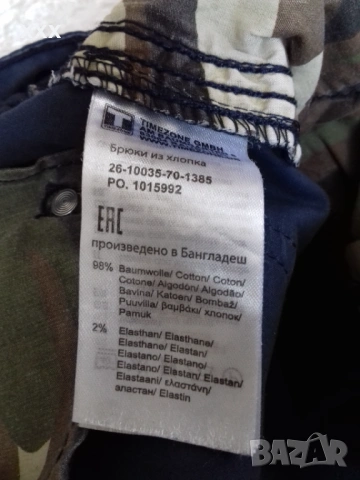 TIMEZONE GMBH
Брюки из хлопка
26-10035-70-1385
PO. 1015992
EAC
произведено в Бангладеш
98% Baumwolle/ Cotton/ Coton/
Cotone/ Algodón/ Algodão/
Bavlna/ Katoen/ Bombaž/
Puuvilla/ βαμβάκι/ хлопок/
Pamuk
2% Elasthan/ Elasthane/
Elasthane/ Elastan/
Elastano/ Elastano/
Elastan/ Elastan/ Elastan/
Elastaani/ ελαστάνη/
эластан/ Elastin
BAZAR
bg